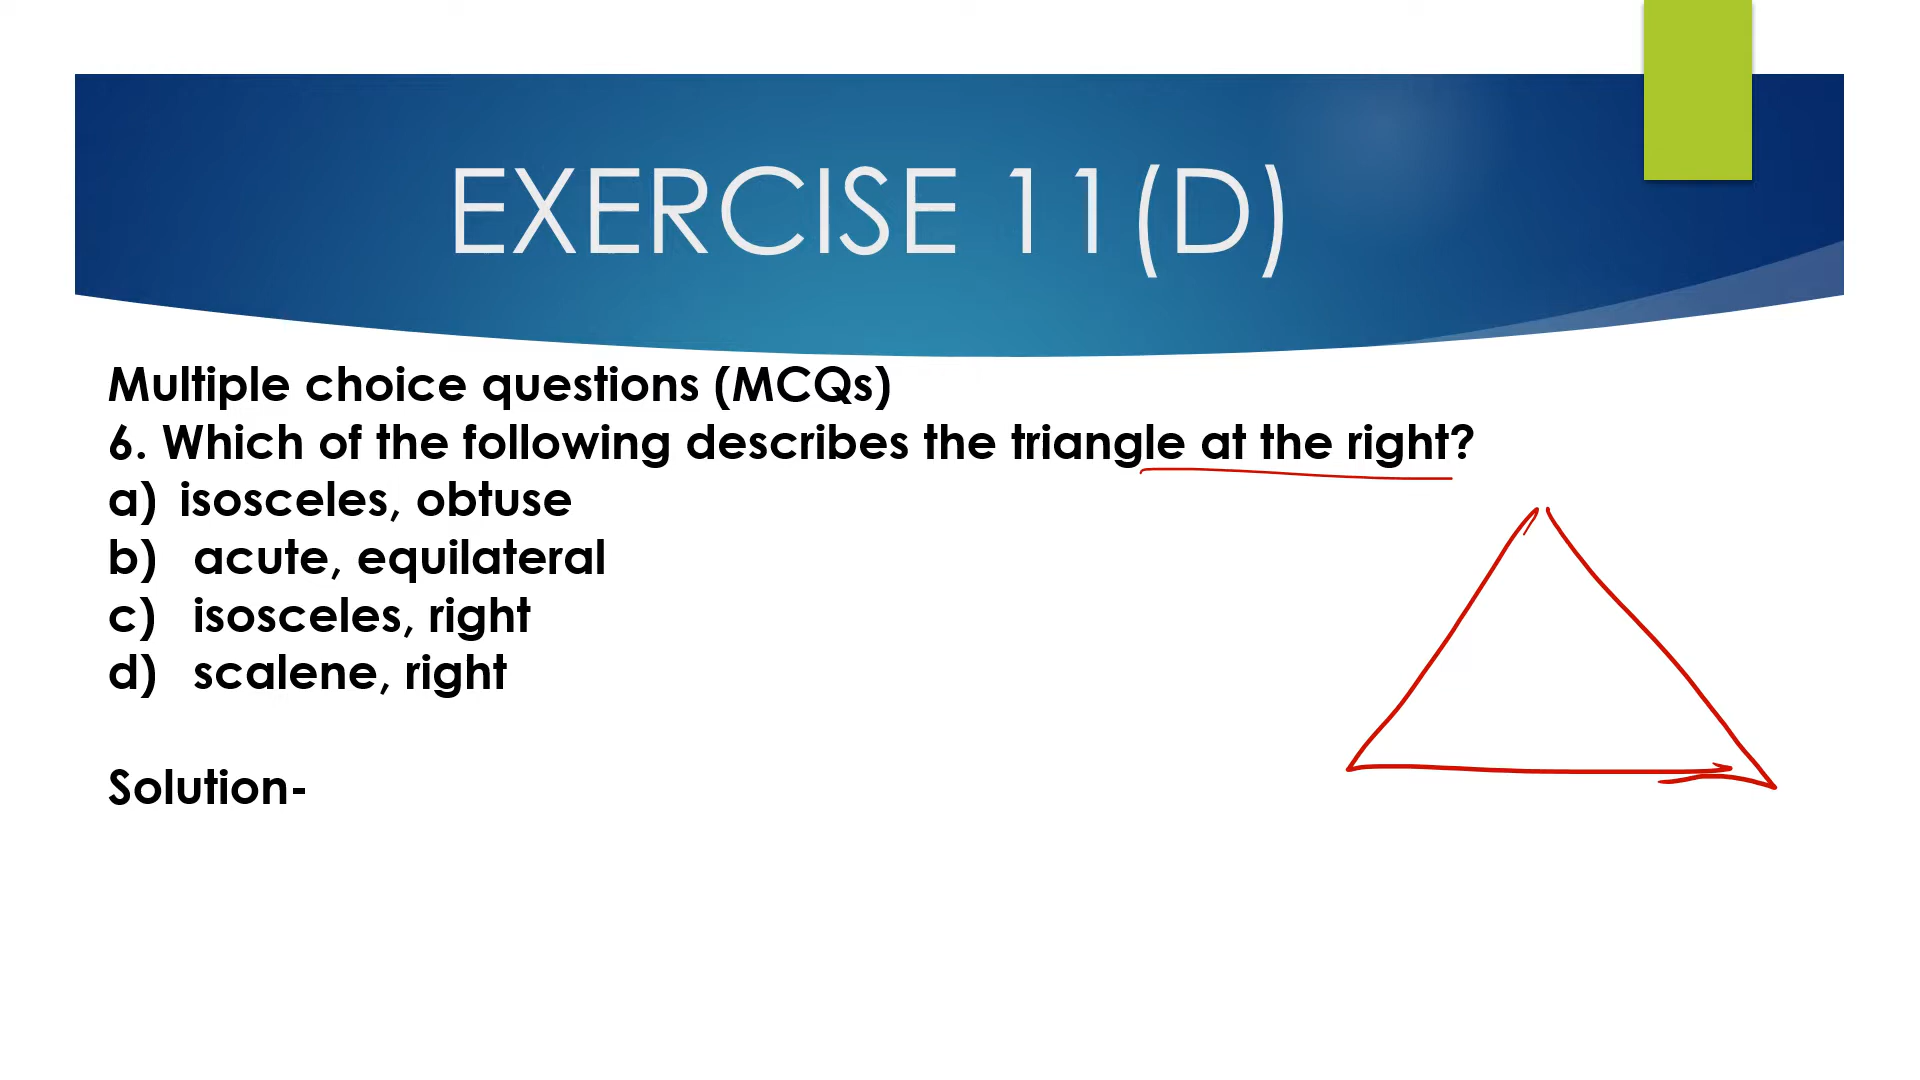 EXERCISE 11(D)
Multiple choice questions (MCQs)
6. Which of the following describes the triangle at the right?
a) isosceles, obtuse
b) acute, equilateral
c) isosceles, right
d) scalene, right
Solution-